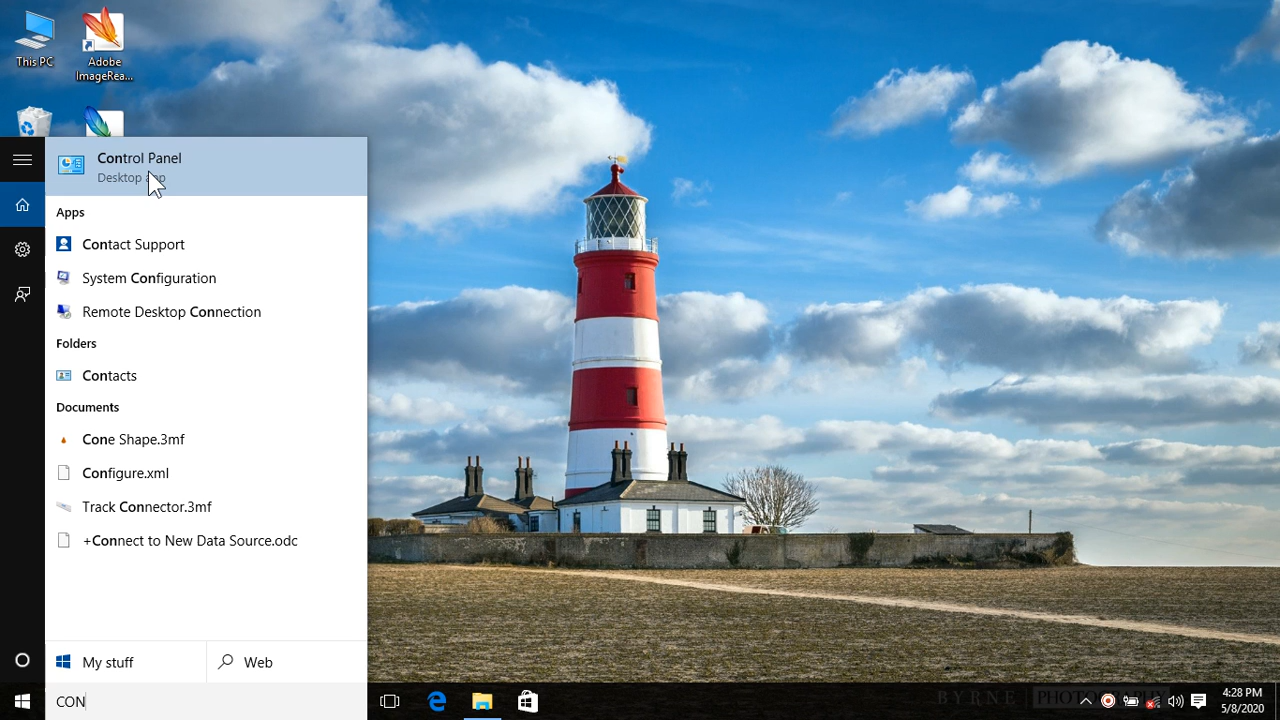 This PC
Adobe
ImageRea...
Control Panel
Desktop app
Apps
Contact Support
System Configuration
Remote Desktop Connection
Folders
Contacts
Documents
Cone Shape.3mf
Configure.xml
Track Connector.3mf
+Connect to New Data Source.odc
My stuff
Web
CON
BYRNE PHOTOGRAPHY
4:28 PM
5/8/2020